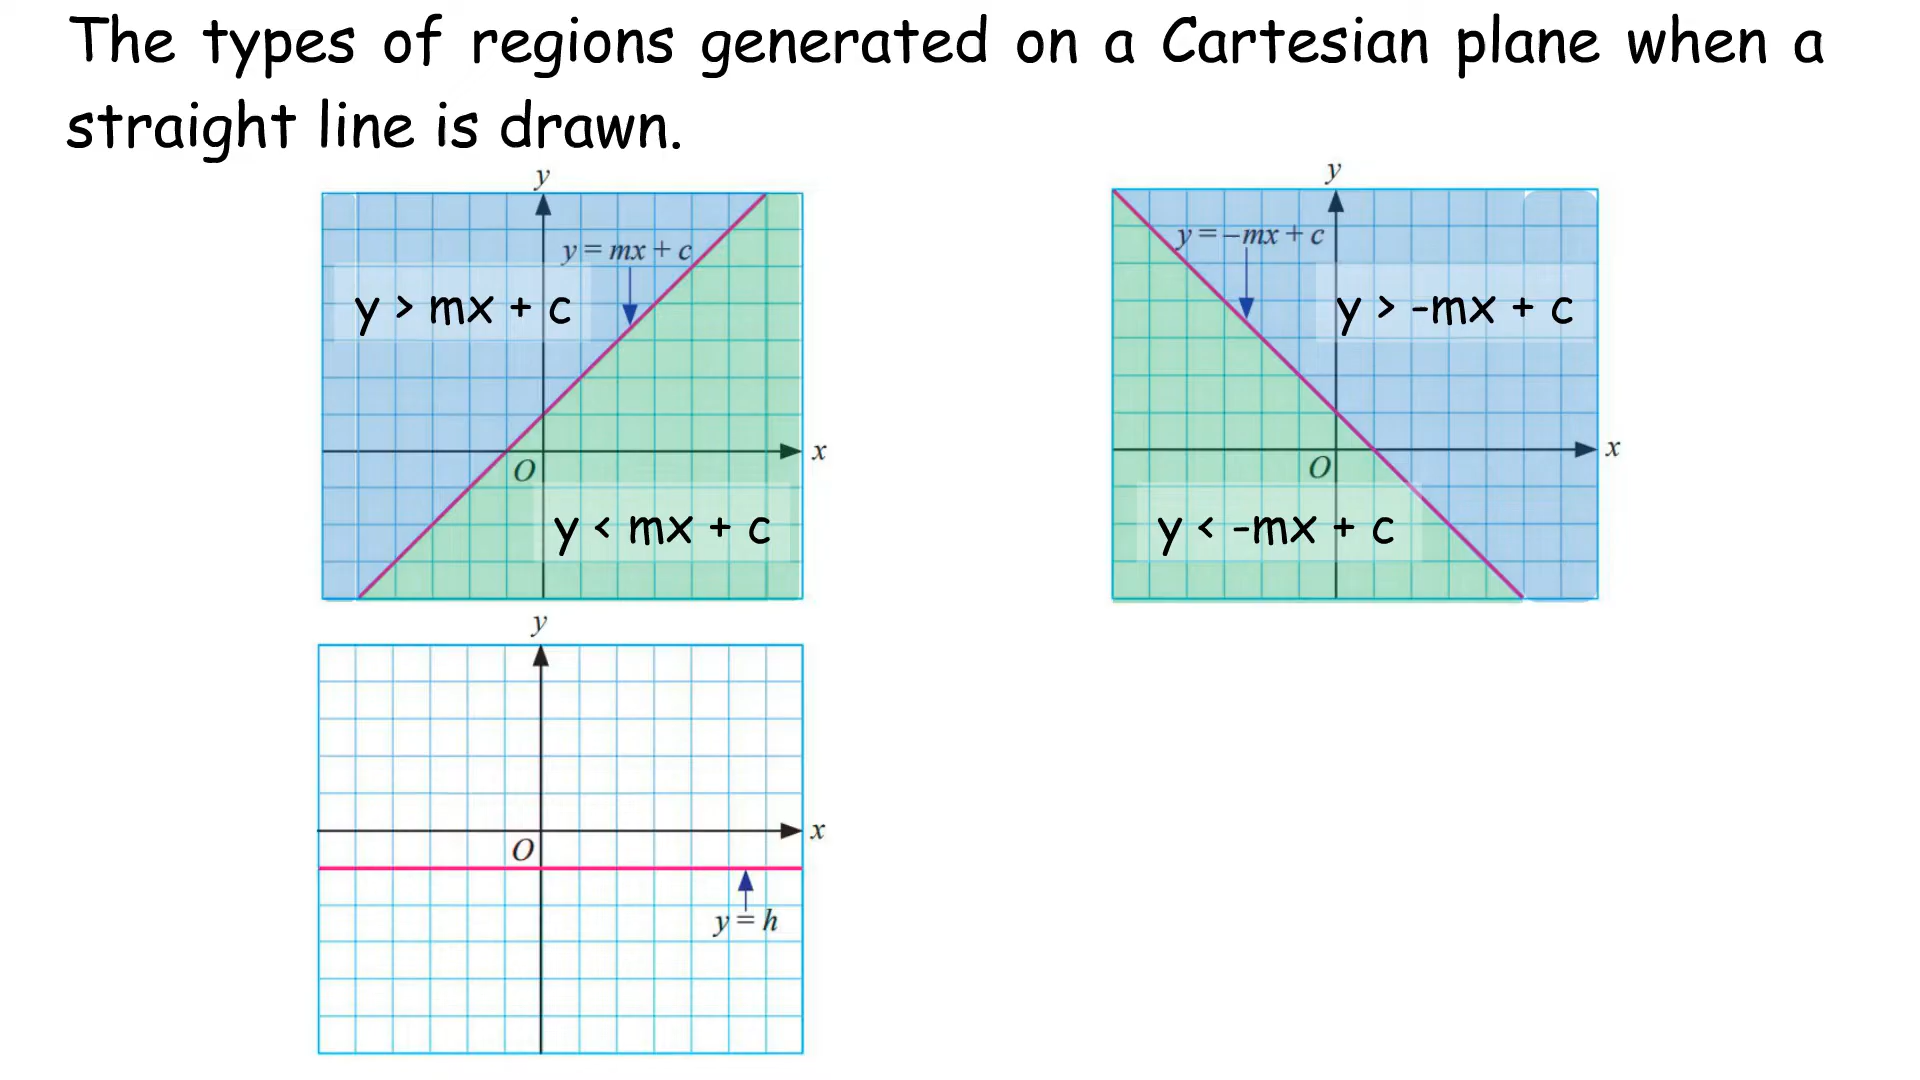 The types of regions generated on a Cartesian plane when a
straight line is drawn.
y
y = mx + c
y > mx + c
x
O
y < mx + c
y
y = –mx + c
y > -mx + c
x
O
y < -mx + c
y
x
O
y = h